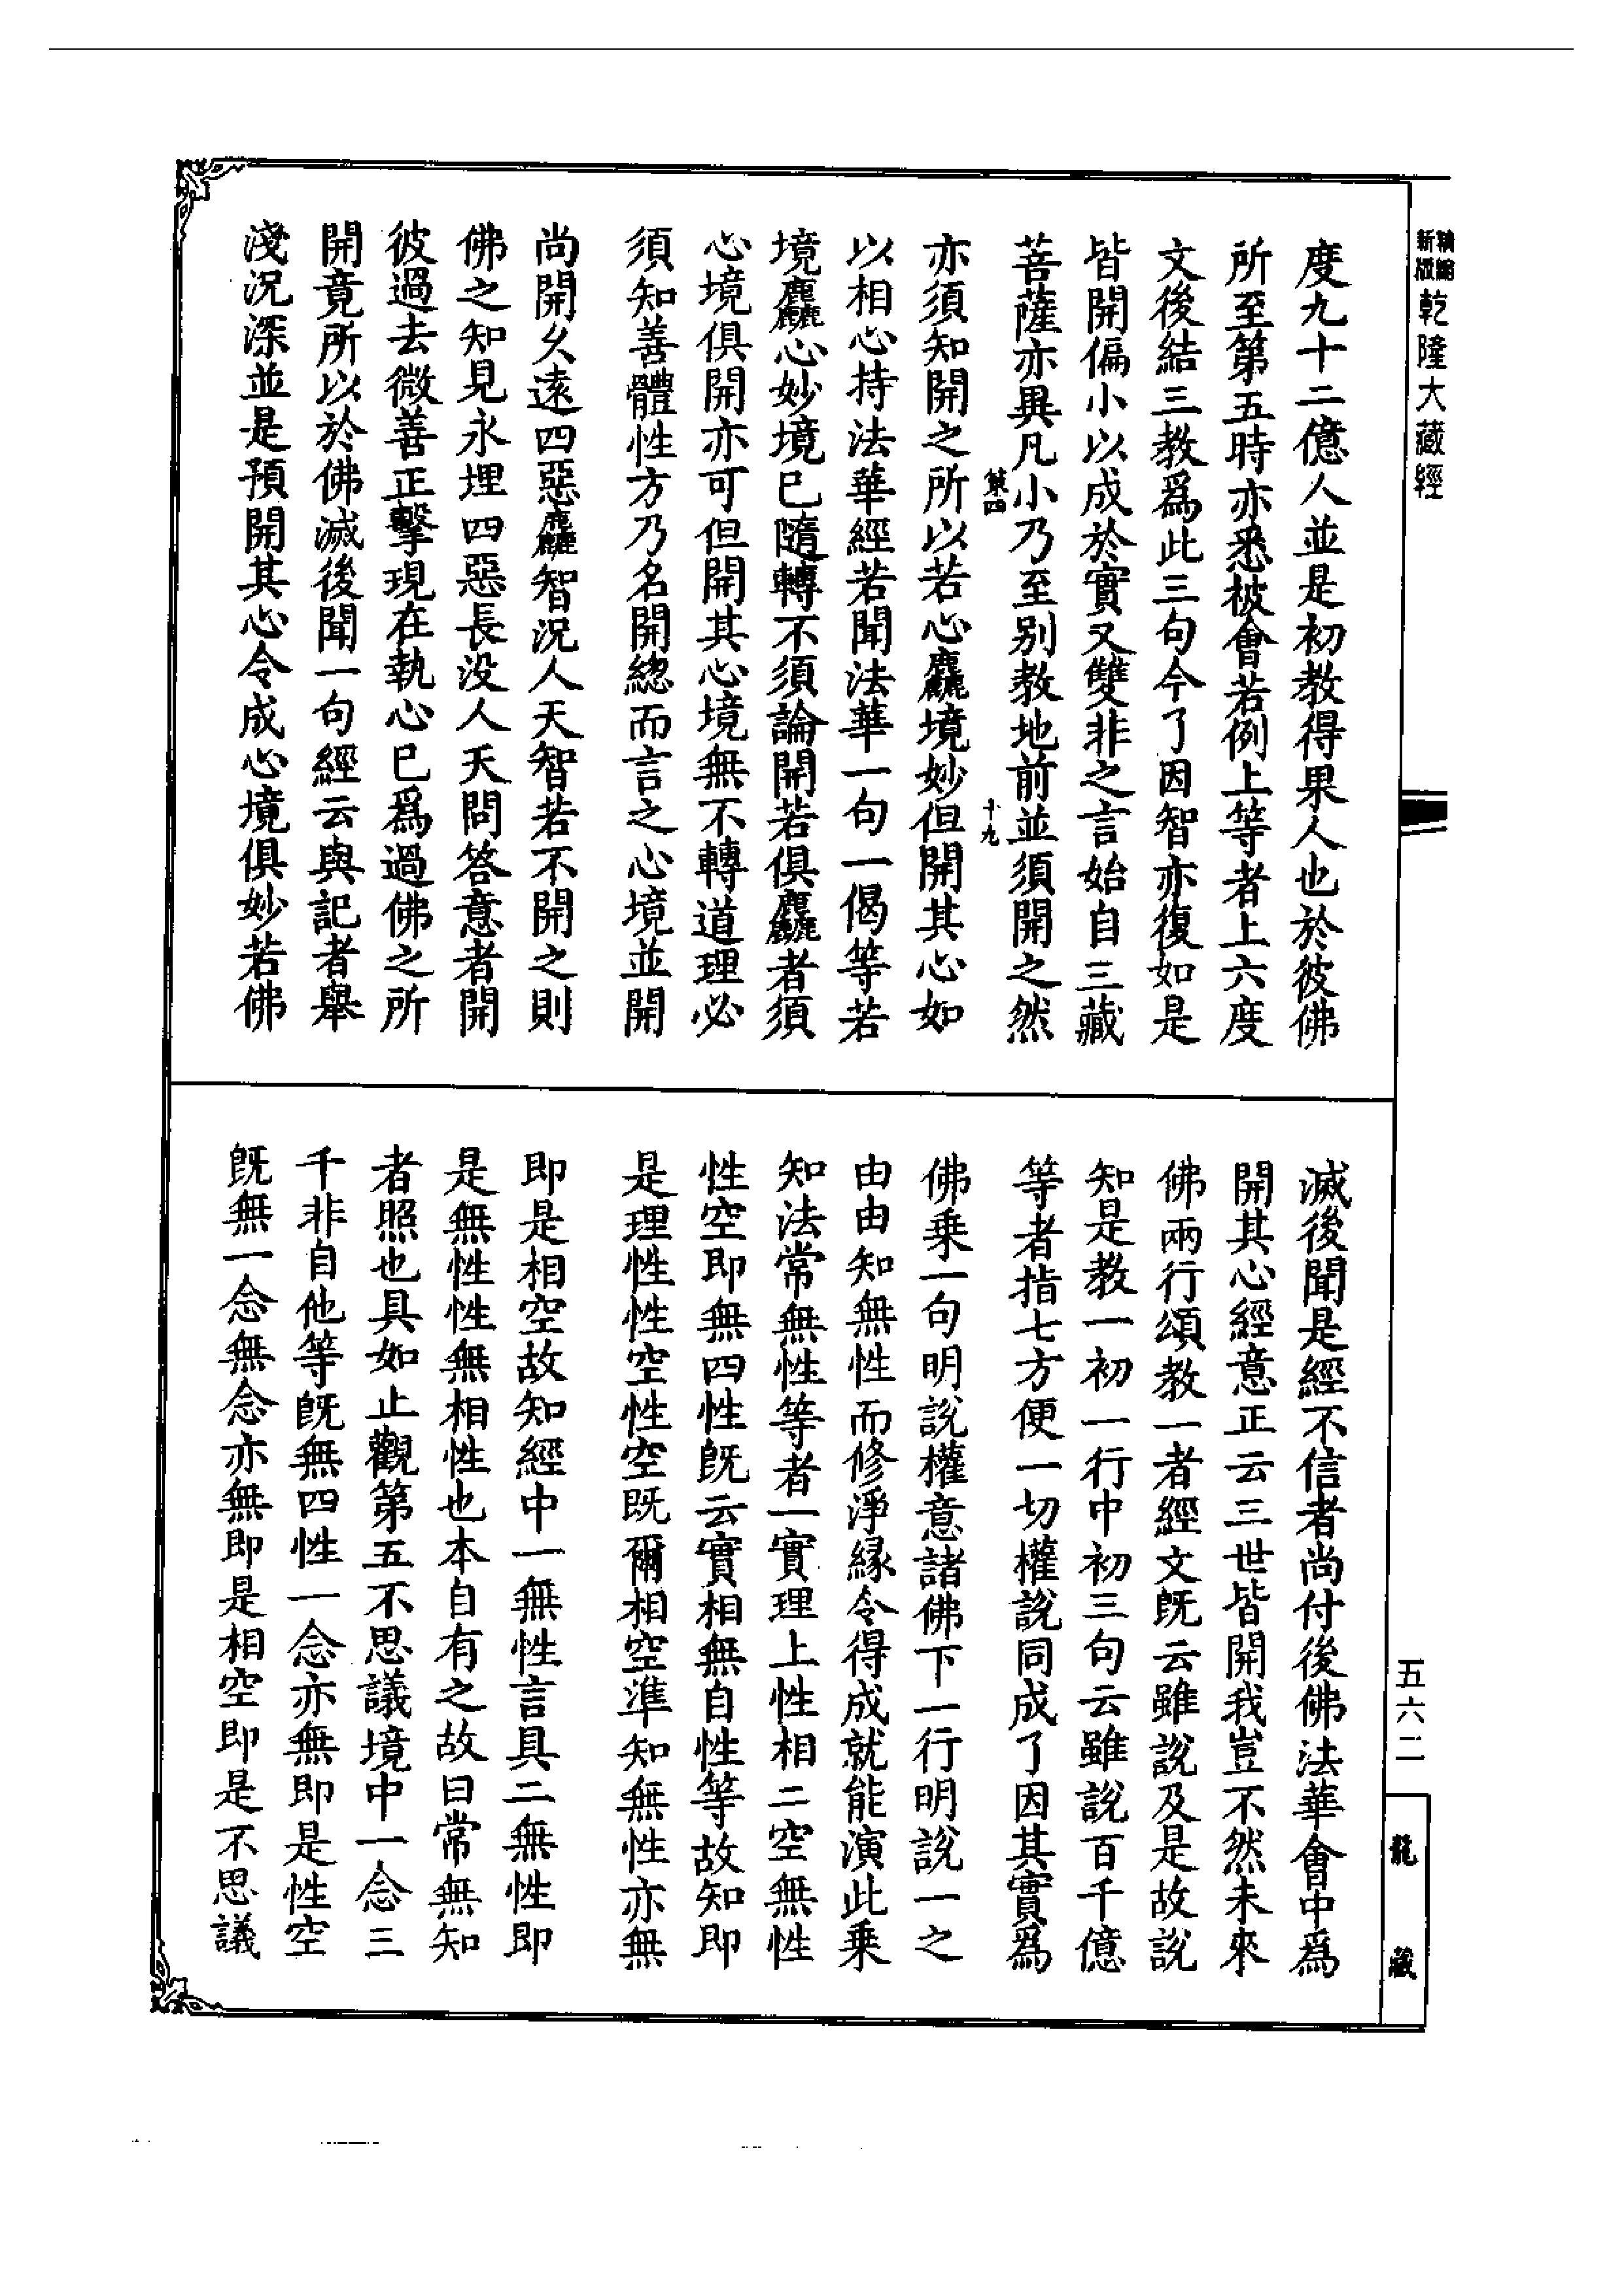 精縮新版乾隆大藏經
度九十二億人並是初教得果人也於彼佛
所至第五時亦悉被會若例上等者上六度
文後結三教爲此三句今了因智亦復如是
皆開偏小以成於實又雙非之言始自三藏
菩薩亦異凡小乃至别教地前並須開之然
第四 十九
亦須知開之所以若心麤境妙但開其心如
以相心持法華經若聞法華一句一偈等若
境麤心妙境巳隨轉不須論開若俱麤者須
心境俱開亦可但開其心境無不轉道理必
須知善體性方乃名開緫而言之心境並開
尚開久遠四惡麤智況人天智若不開之則
佛之知見永埋四惡長没人天問答意者開
彼過去微善正擊現在執心巳爲過佛之所
開竟所以於佛滅後聞一句經云與記者舉
淺況深並是預開其心令成心境俱妙若佛
滅後聞是經不信者尚付後佛法華會中爲
開其心經意正云三世皆開我豈不然未來
佛兩行頌教一者經文旣云雖說及是故說
知是教一初一行中初三句云雖說百千億
等者指七方便一切權說同成了因其實爲
佛乗一句明說權意諸佛下一行明說一之
由由知無性而修淨緣令得成就能演此乗
知法常無性等者一實理上性相二空無性
性空即無四性旣云實相無自性等故知即
是理性性空性空既爾相空準知無性亦無
即是相空故知經中一無性言具二無性即
是無性性無相性也本自有之故曰常無知
者照也具如止觀第五不思議境中一念三
千非自他等旣無四性一念亦無即是性空
旣無一念無念亦無即是相空即是不思議
五六二
龍藏